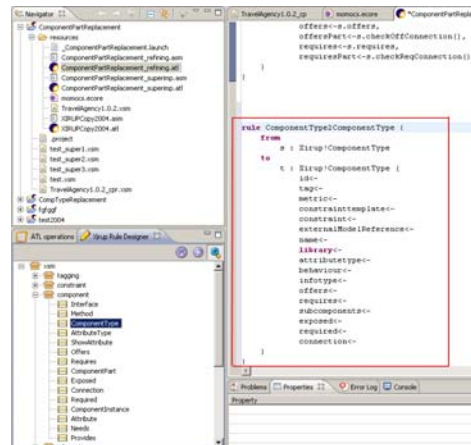 Navigator
ComponentPartReplacement
resources
_ComponentPartReplacement.launch
ComponentPartReplacement_refining.asm
ComponentPartReplacement_refining.atl
ComponentPartReplacement_superimp.asm
ComponentPartReplacement_superimp.atl
momocs.ecore
TravelAgency1.0.2.xsm
XIRUPCopy2004.asm
XIRUPCopy2004.atl
.project
test_super1.xsm
test_super2.xsm
test_super3.xsm
test.xsm
TravelAgency1.0.2_cpr.xsm
CompTypeReplacement
fgfggf
test2004
ATL operations
Xirup Rule Designer
xsm
tagging
constraint
component
Interface
Method
ComponentType
AttributeType
ShowAttribute
Offers
Requires
ComponentPart
Exposed
Connection
Required
ComponentInstance
Attribute
Needs
Provides
TravelAgency1.0.2_cp
momocs.ecore
*ComponentPartRepl
offers<-s.offers,
offersPart<-s.checkOffConnection(),
requires<-s.requires,
requiresPart<-s.checkReqConnection()
}
}
rule ComponentType2ComponentType {
from
s : Xirup!ComponentType
to
t : Xirup!ComponentType (
id<-
tag<-
metric<-
constrainttemplate<-
constraint<-
externalModelReference<-
name<-
library<-
attributetype<-
behaviour<-
infotype<-
offers<-
requires<-
subcomponents<-
exposed<-
required<-
connection<-
)
}
Problems
Properties
Error Log
Console
Property